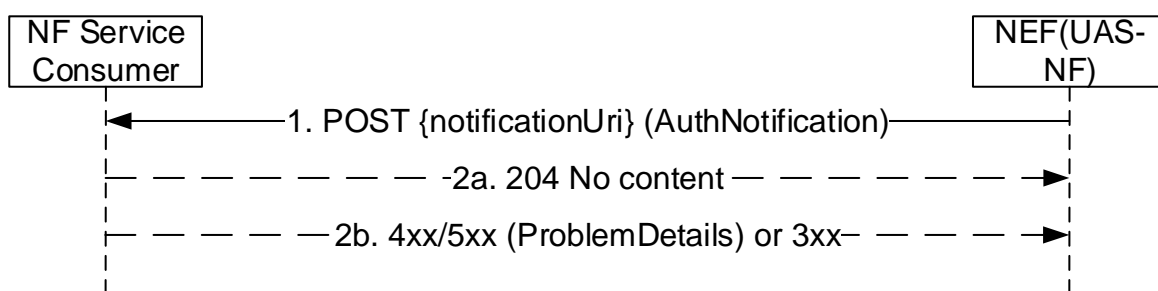 NF Service
Consumer
NEF(UAS-
NF)
1. POST {notificationUri} (AuthNotification)
2a. 204 No content
2b. 4xx/5xx (ProblemDetails) or 3xx